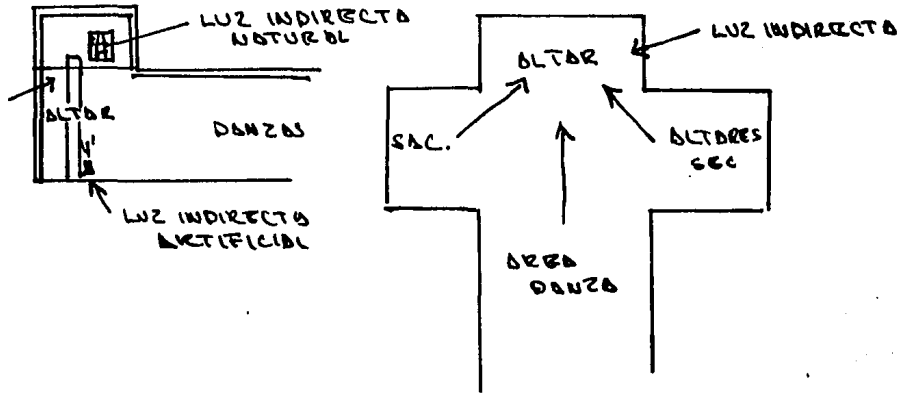 LUZ INDIRECTA
NATURAL
ALTAR
DANZAS
LUZ INDIRECTA
ARTIFICIAL
LUZ INDIRECTA
ALTAR
SAC.
ALTARES
SEC
AREA
DANZA